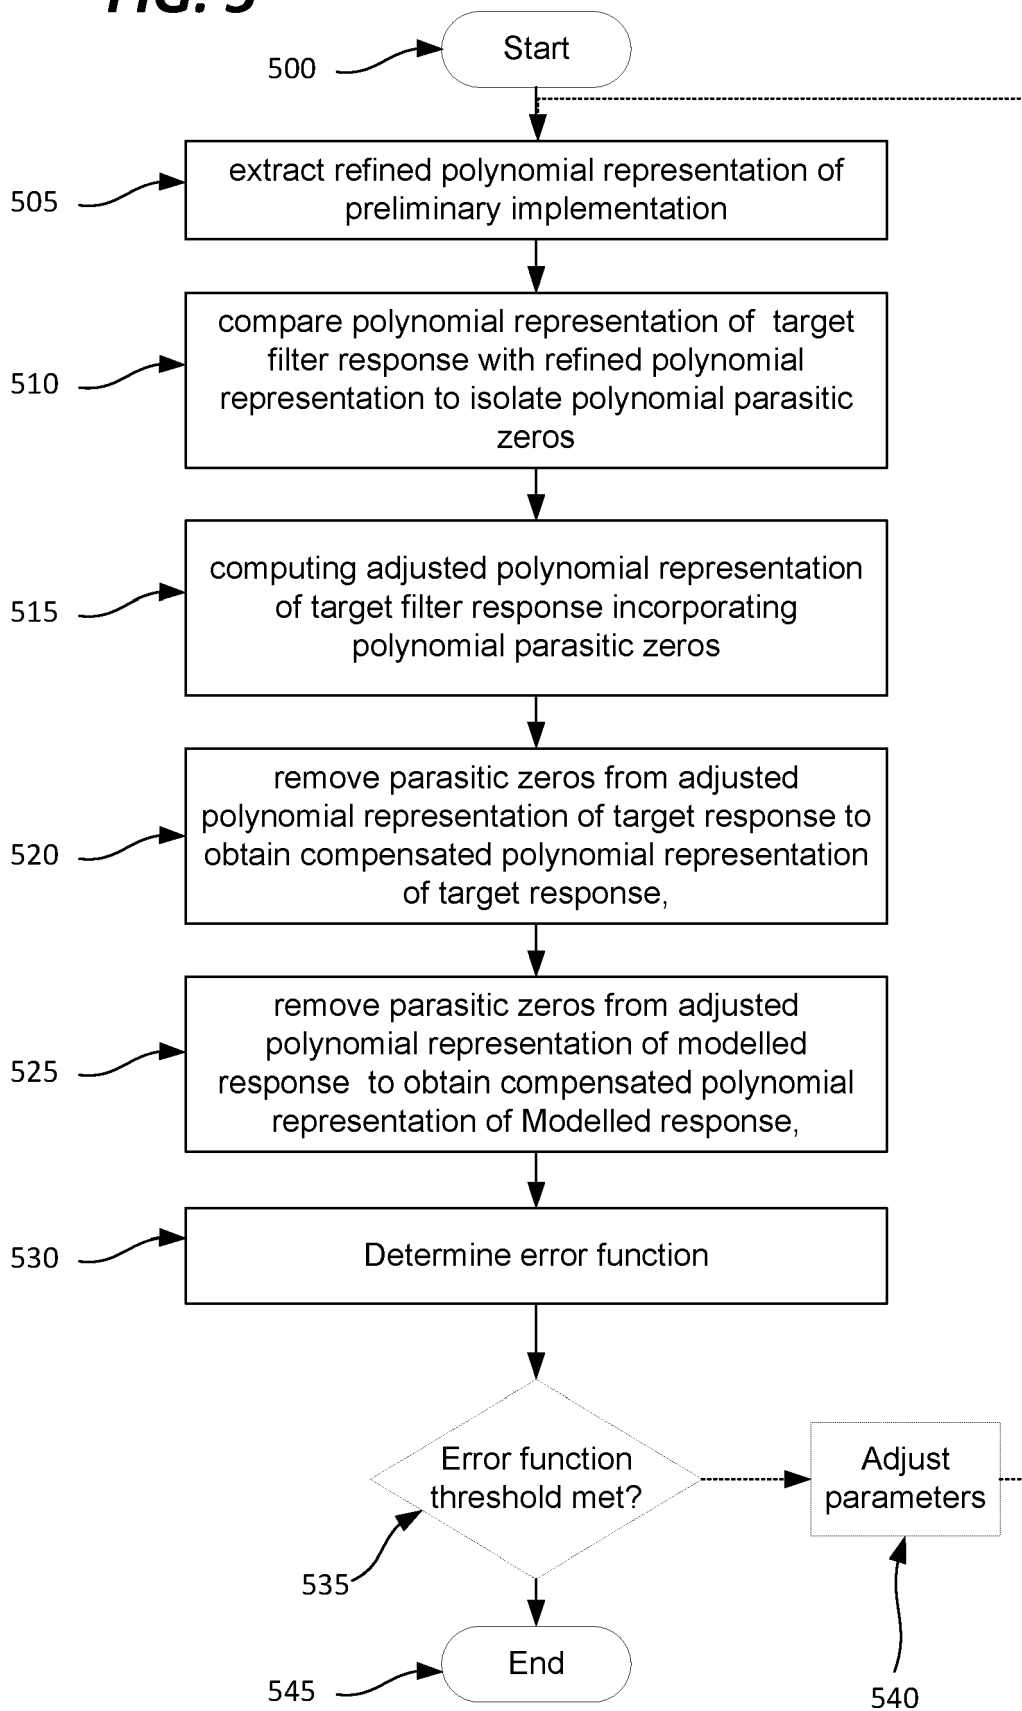 FIG. 5
Start
500
extract refined polynomial representation of
preliminary implementation
505
compare polynomial representation of target
filter response with refined polynomial
representation to isolate polynomial parasitic
zeros
510
computing adjusted polynomial representation
of target filter response incorporating
polynomial parasitic zeros
515
remove parasitic zeros from adjusted
polynomial representation of target response to
obtain compensated polynomial representation
of target response,
520
remove parasitic zeros from adjusted
polynomial representation of modelled
response to obtain compensated polynomial
representation of Modelled response,
525
Determine error function
530
Error function
threshold met?
535
Adjust
parameters
540
End
545